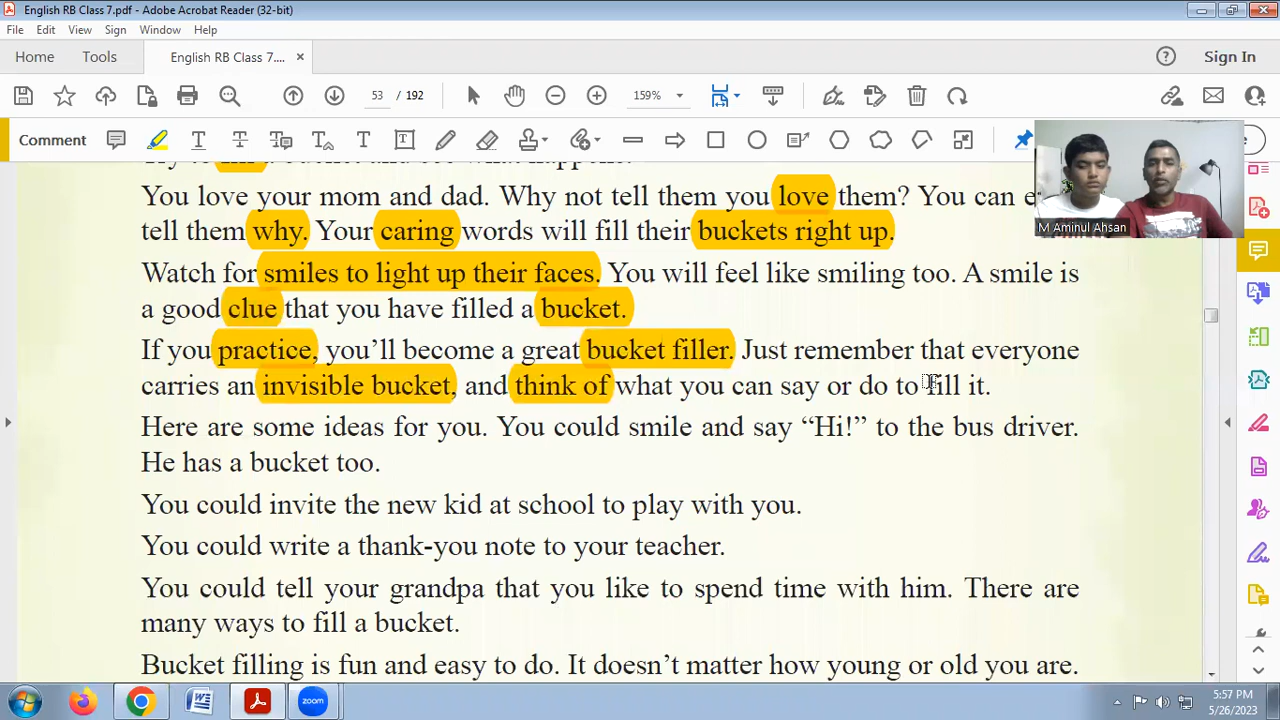 English RB Class 7.pdf - Adobe Acrobat Reader (32-bit)
File Edit View Sign Window Help
Home Tools English RB Class 7.... × Sign In
53 / 192 159%
Comment
M Aminul Ahsan
You love your mom and dad. Why not tell them you love them? You can
tell them why. Your caring words will fill their buckets right up.
Watch for smiles to light up their faces. You will feel like smiling too. A smile is
a good clue that you have filled a bucket.
If you practice, you’ll become a great bucket filler. Just remember that everyone
carries an invisible bucket, and think of what you can say or do to fill it.
Here are some ideas for you. You could smile and say “Hi!” to the bus driver.
He has a bucket too.
You could invite the new kid at school to play with you.
You could write a thank-you note to your teacher.
You could tell your grandpa that you like to spend time with him. There are
many ways to fill a bucket.
Bucket filling is fun and easy to do. It doesn’t matter how young or old you are.
zoom
5:57 PM
5/26/2023